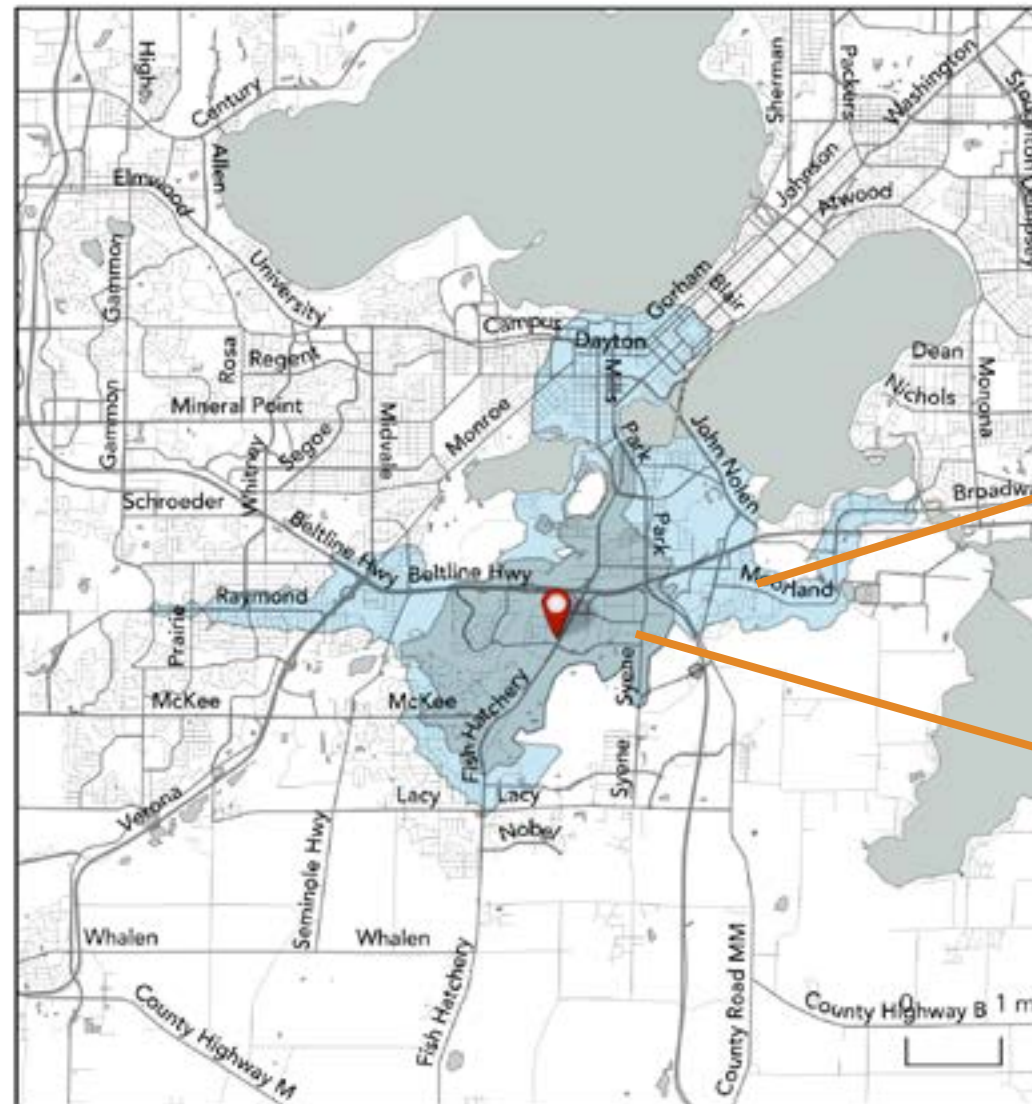 High
Century
Allen
Sherman
Packers
Washington
Johnson
Atwood
Elmwood
University
Gammon
Gorham
Blair
Campus
Dayton
Mills
Rosa
Regent
Dean
Nichols
Monona
Mineral Point
Midvale
Monroe
Park
John Nolen
Gammon
Whitney
Segoe
Schroeder
Broadw
Beltline Hwy
Beltline Hwy
Park
Moorland
Raymond
Prairie
Syene
McKee
McKee
Fish Hatchery
Syene
Verona
Lacy
Lacy
Nobel
Seminole Hwy
Whalen
Whalen
Fish Hatchery
County Road MM
County Highway M
County Highway B
0 1 m